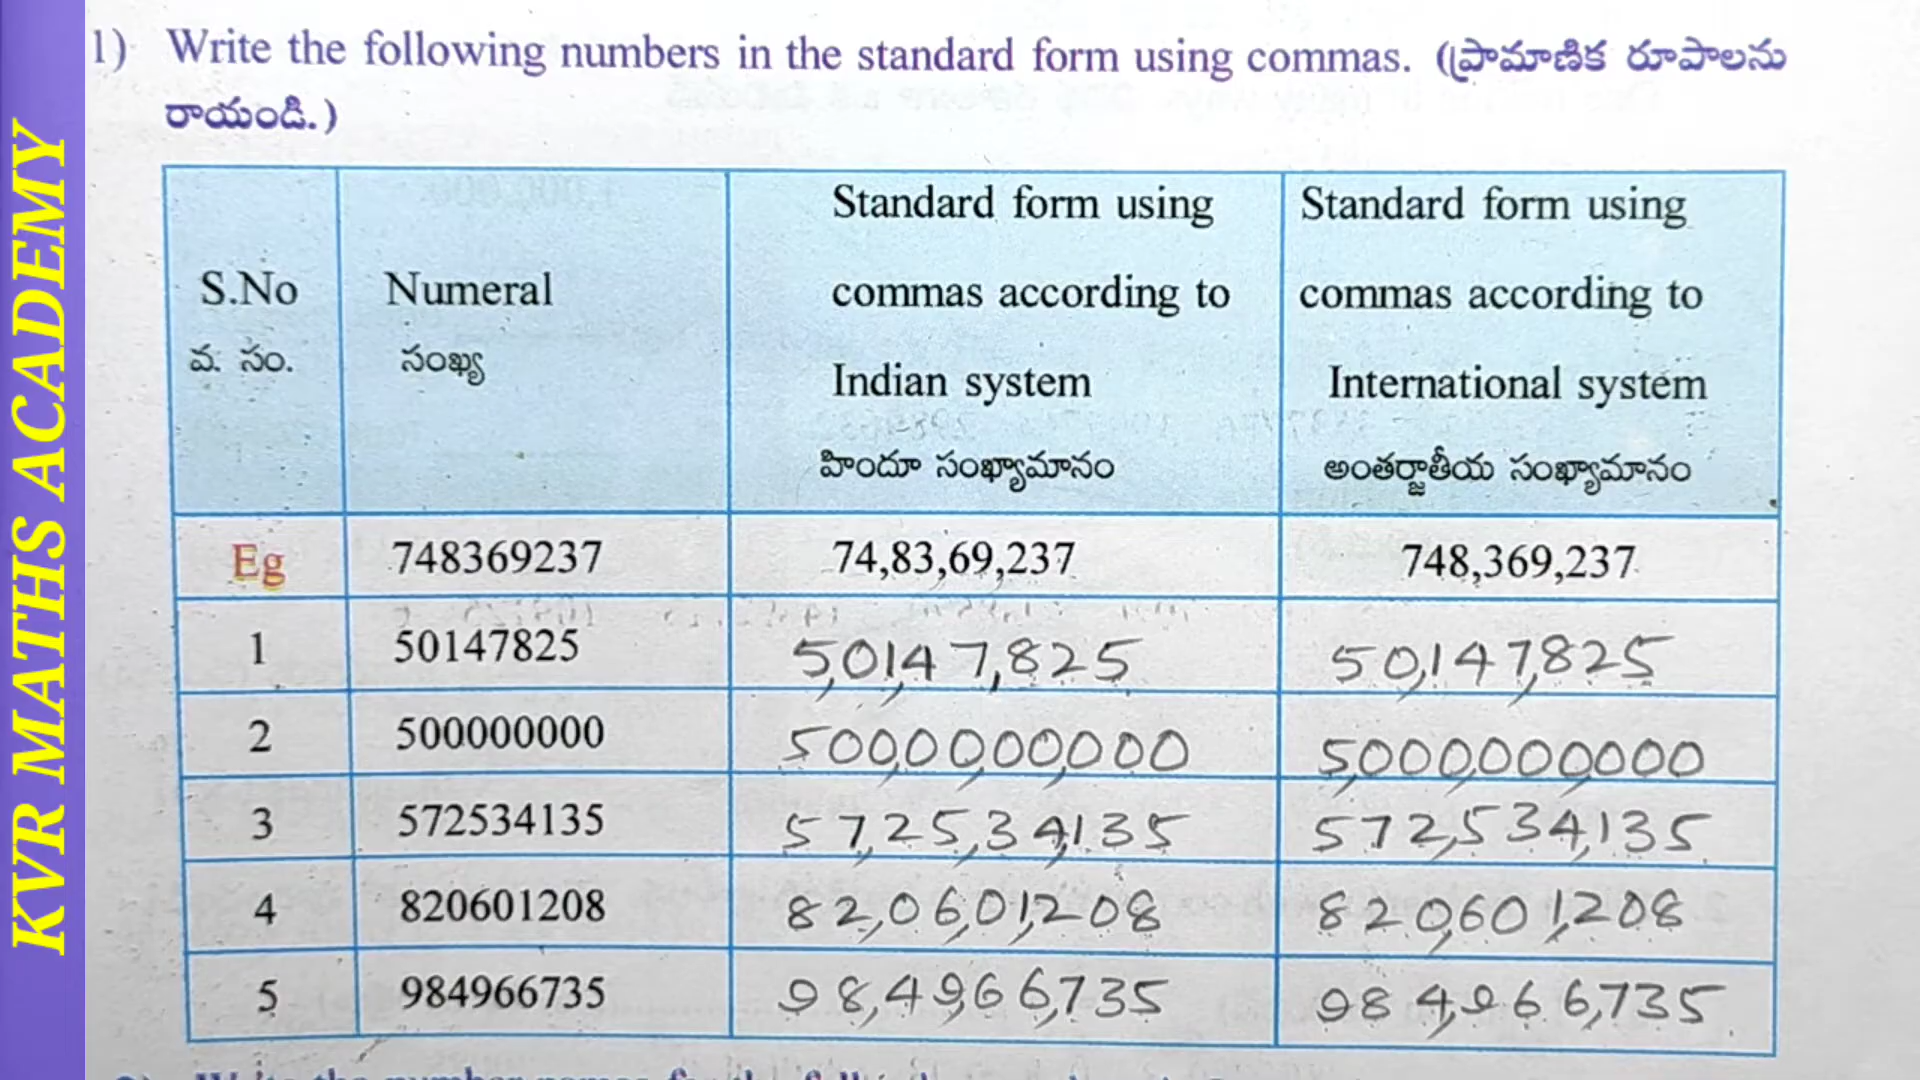 KVR MATHS ACADEMY
1) Write the following numbers in the standard form using commas. (ప్రామాణిక రూపాలను
రాయండి.)
S.No
వ. సం.
Numeral
సంఖ్య
Standard form using
commas according to
Indian system
హిందూ సంఖ్యామానం
Standard form using
commas according to
International system
అంతర్జాతీయ సంఖ్యామానం
Eg 748369237 74,83,69,237 748,369,237
1 50147825 5,01,47,825 50,147,825
2 500000000 500,00,00,000 5,000,000,000
3 572534135 57,25,34,135 572,534,135
4 820601208 82,06,01,208 820,601,208
5 984966735 98,49,66,735 984,966,735